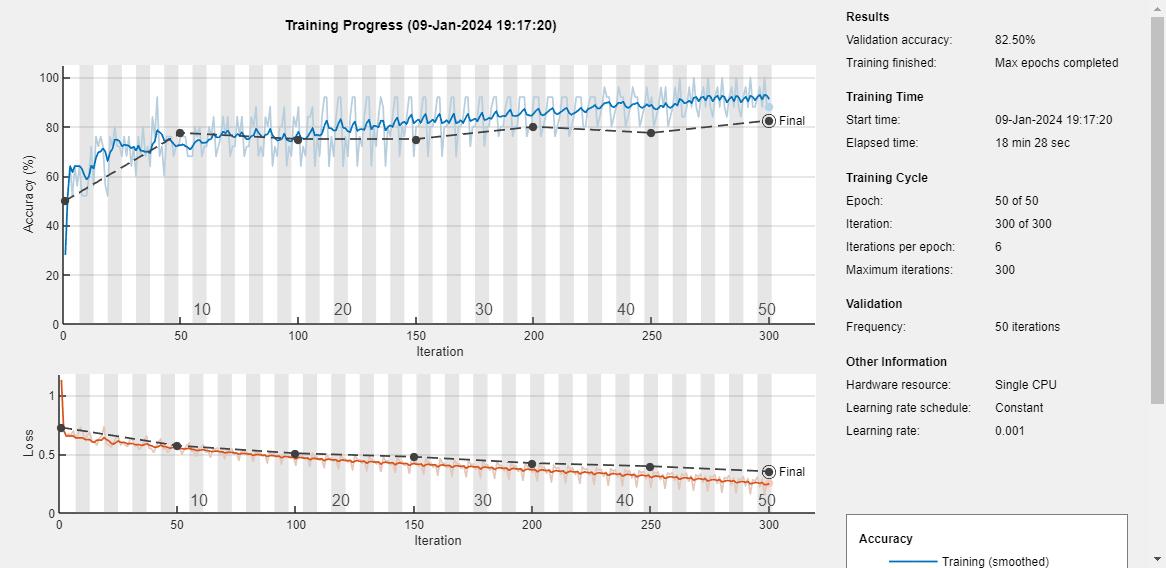 Training Progress (09-Jan-2024 19:17:20)
100
80
60
40
20
0
Accuracy (%)
Final
10 20 30 40 50
0 50 100 150 200 250 300
Iteration
1
0.5
0
Loss
Final
10 20 30 40 50
0 50 100 150 200 250 300
Iteration
Results
Validation accuracy: 82.50%
Training finished: Max epochs completed
Training Time
Start time: 09-Jan-2024 19:17:20
Elapsed time: 18 min 28 sec
Training Cycle
Epoch: 50 of 50
Iteration: 300 of 300
Iterations per epoch: 6
Maximum iterations: 300
Validation
Frequency: 50 iterations
Other Information
Hardware resource: Single CPU
Learning rate schedule: Constant
Learning rate: 0.001
Accuracy
Training (smoothed)